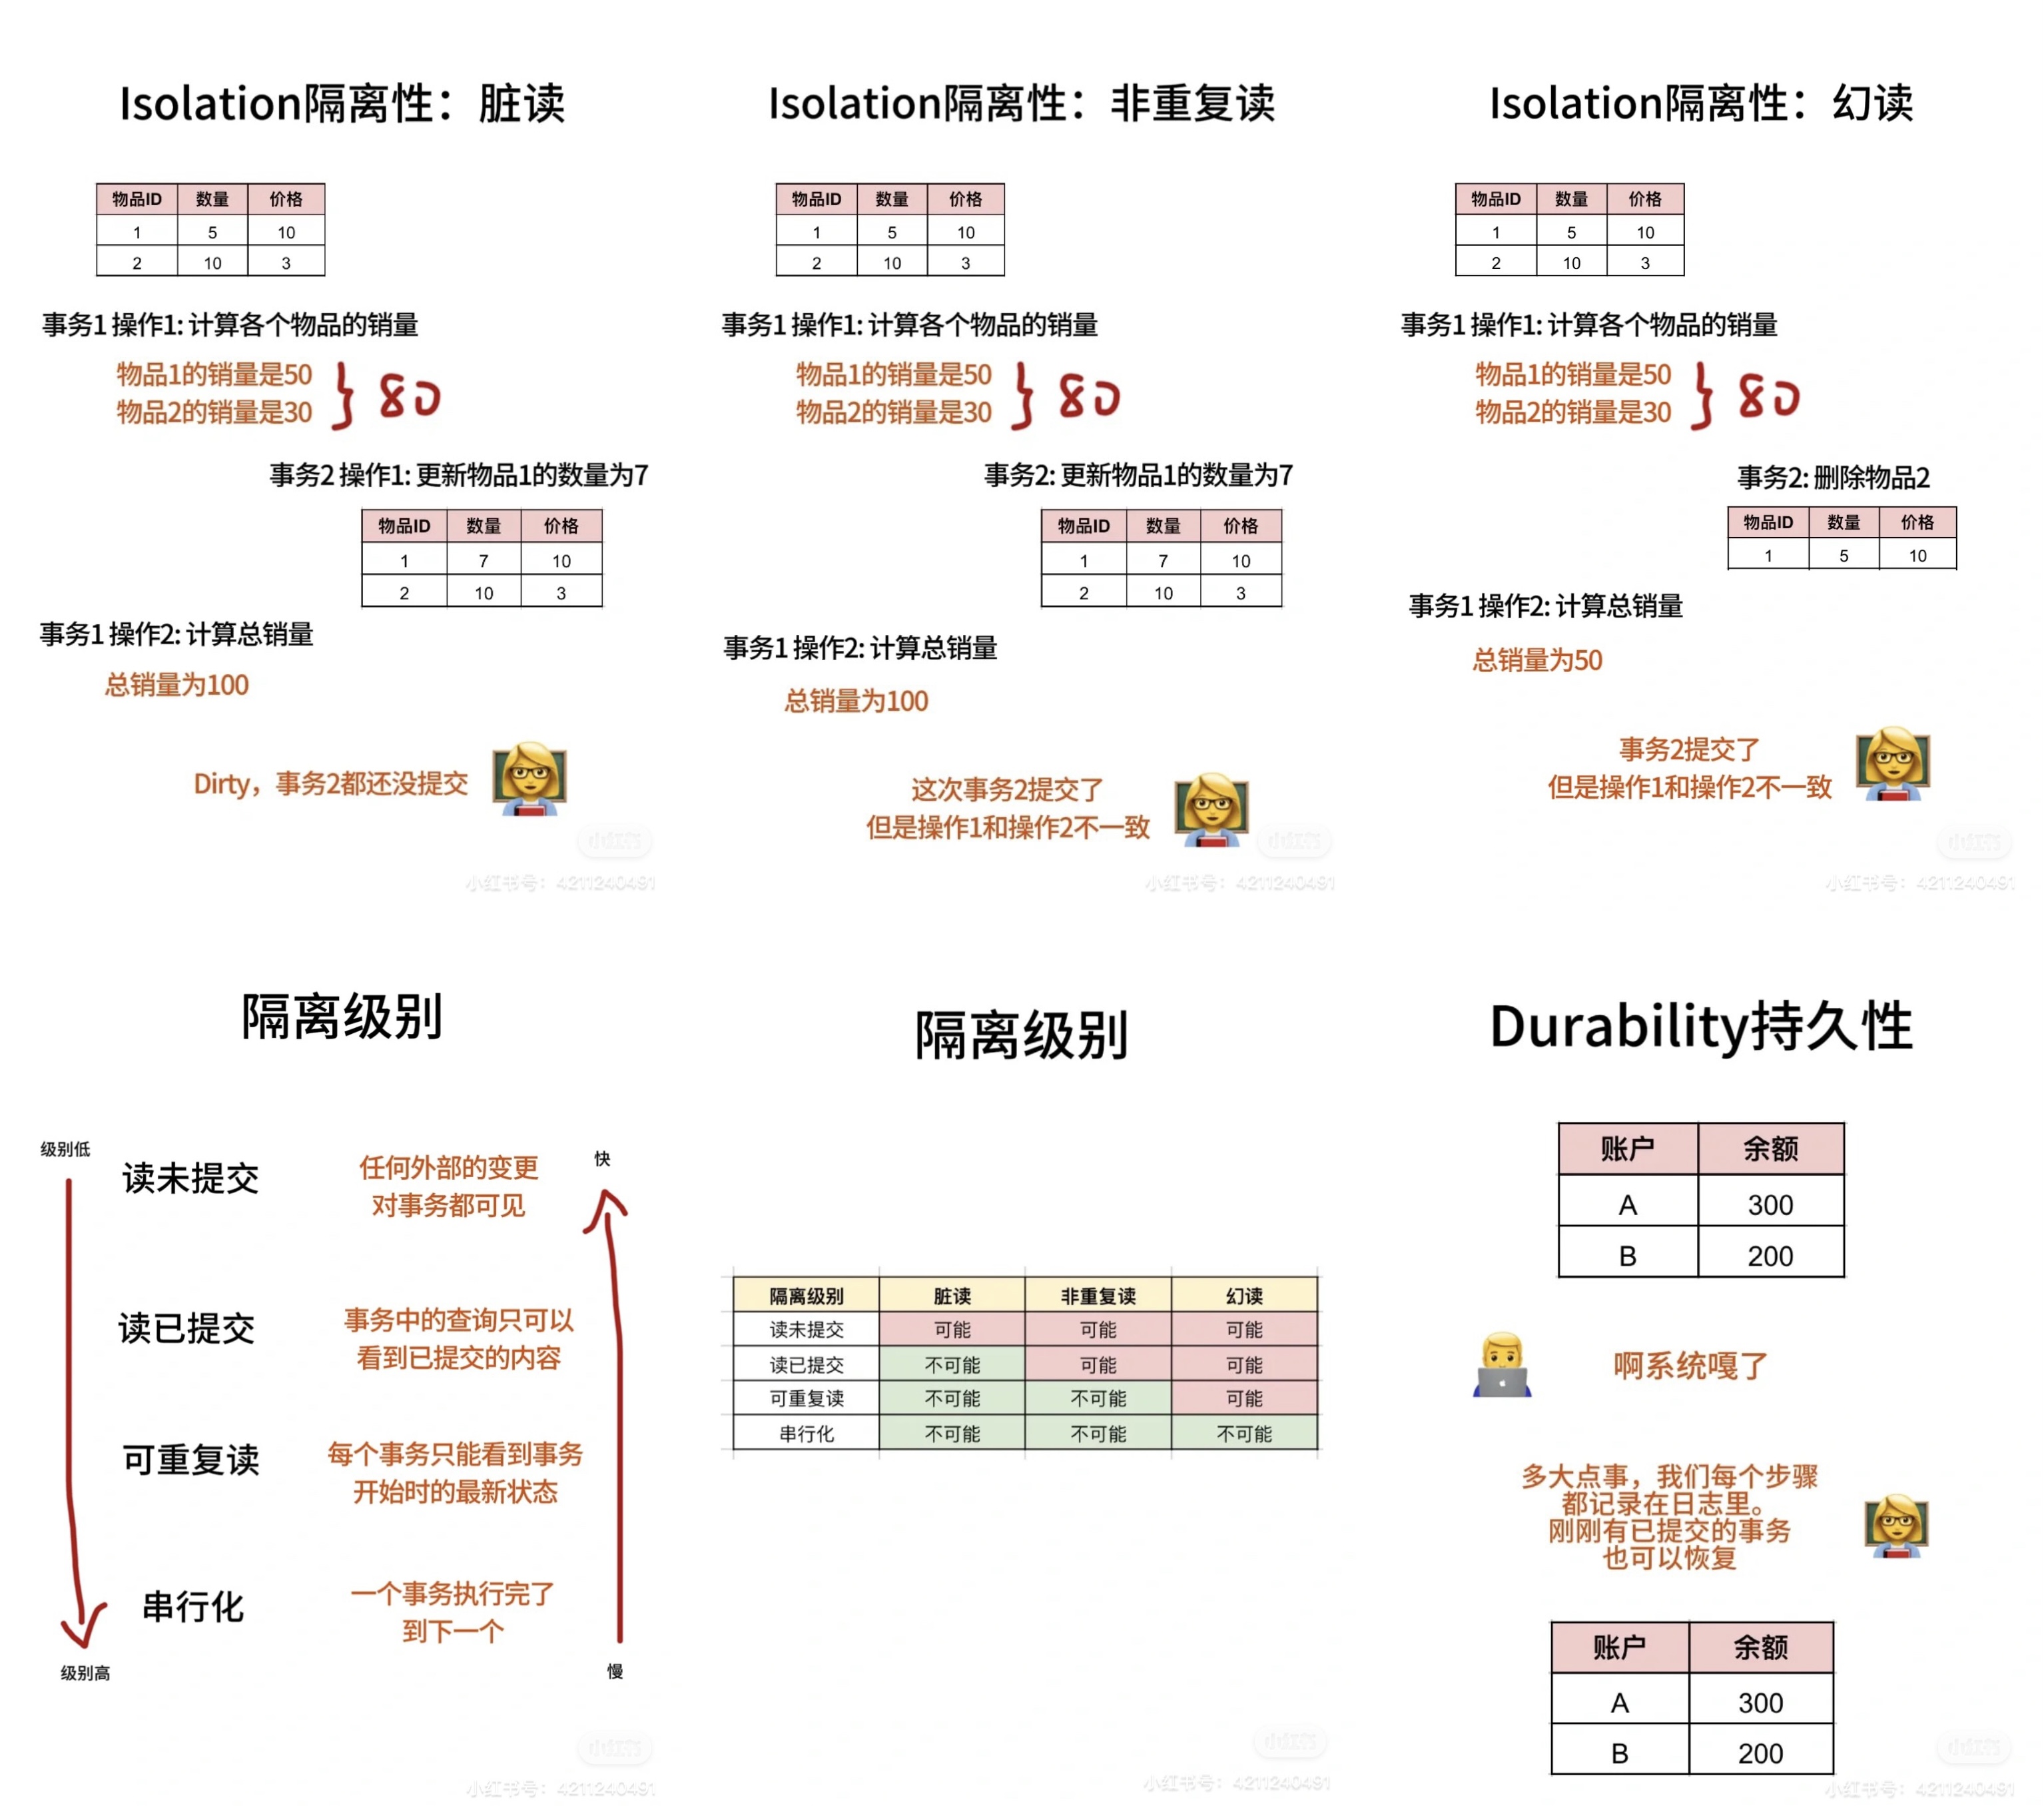 Isolation隔离性：脏读
物品ID 数量 价格
1 5 10
2 10 3
事务1 操作1: 计算各个物品的销量
物品1的销量是50
物品2的销量是30
80
事务2 操作1: 更新物品1的数量为7
物品ID 数量 价格
1 7 10
2 10 3
事务1 操作2: 计算总销量
总销量为100
Dirty，事务2都还没提交
小红书
小红书号：4211240491
Isolation隔离性：非重复读
物品ID 数量 价格
1 5 10
2 10 3
事务1 操作1: 计算各个物品的销量
物品1的销量是50
物品2的销量是30
80
事务2: 更新物品1的数量为7
物品ID 数量 价格
1 7 10
2 10 3
事务1 操作2: 计算总销量
总销量为100
这次事务2提交了
但是操作1和操作2不一致
小红书
小红书号：4211240491
Isolation隔离性：幻读
物品ID 数量 价格
1 5 10
2 10 3
事务1 操作1: 计算各个物品的销量
物品1的销量是50
物品2的销量是30
80
事务2: 删除物品2
物品ID 数量 价格
1 5 10
事务1 操作2: 计算总销量
总销量为50
事务2提交了
但是操作1和操作2不一致
小红书
小红书号：4211240491
隔离级别
级别低
快
读未提交
任何外部的变更
对事务都可见
读已提交
事务中的查询只可以
看到已提交的内容
可重复读
每个事务只能看到事务
开始时的最新状态
串行化
一个事务执行完了
到下一个
级别高
慢
小红书
小红书号：4211240491
隔离级别
隔离级别 脏读 非重复读 幻读
读未提交 可能 可能 可能
读已提交 不可能 可能 可能
可重复读 不可能 不可能 可能
串行化 不可能 不可能 不可能
小红书
小红书号：4211240491
Durability持久性
账户 余额
A 300
B 200
啊系统嘎了
多大点事，我们每个步骤
都记录在日志里。
刚刚有已提交的事务
也可以恢复
账户 余额
A 300
B 200
小红书
小红书号：4211240491